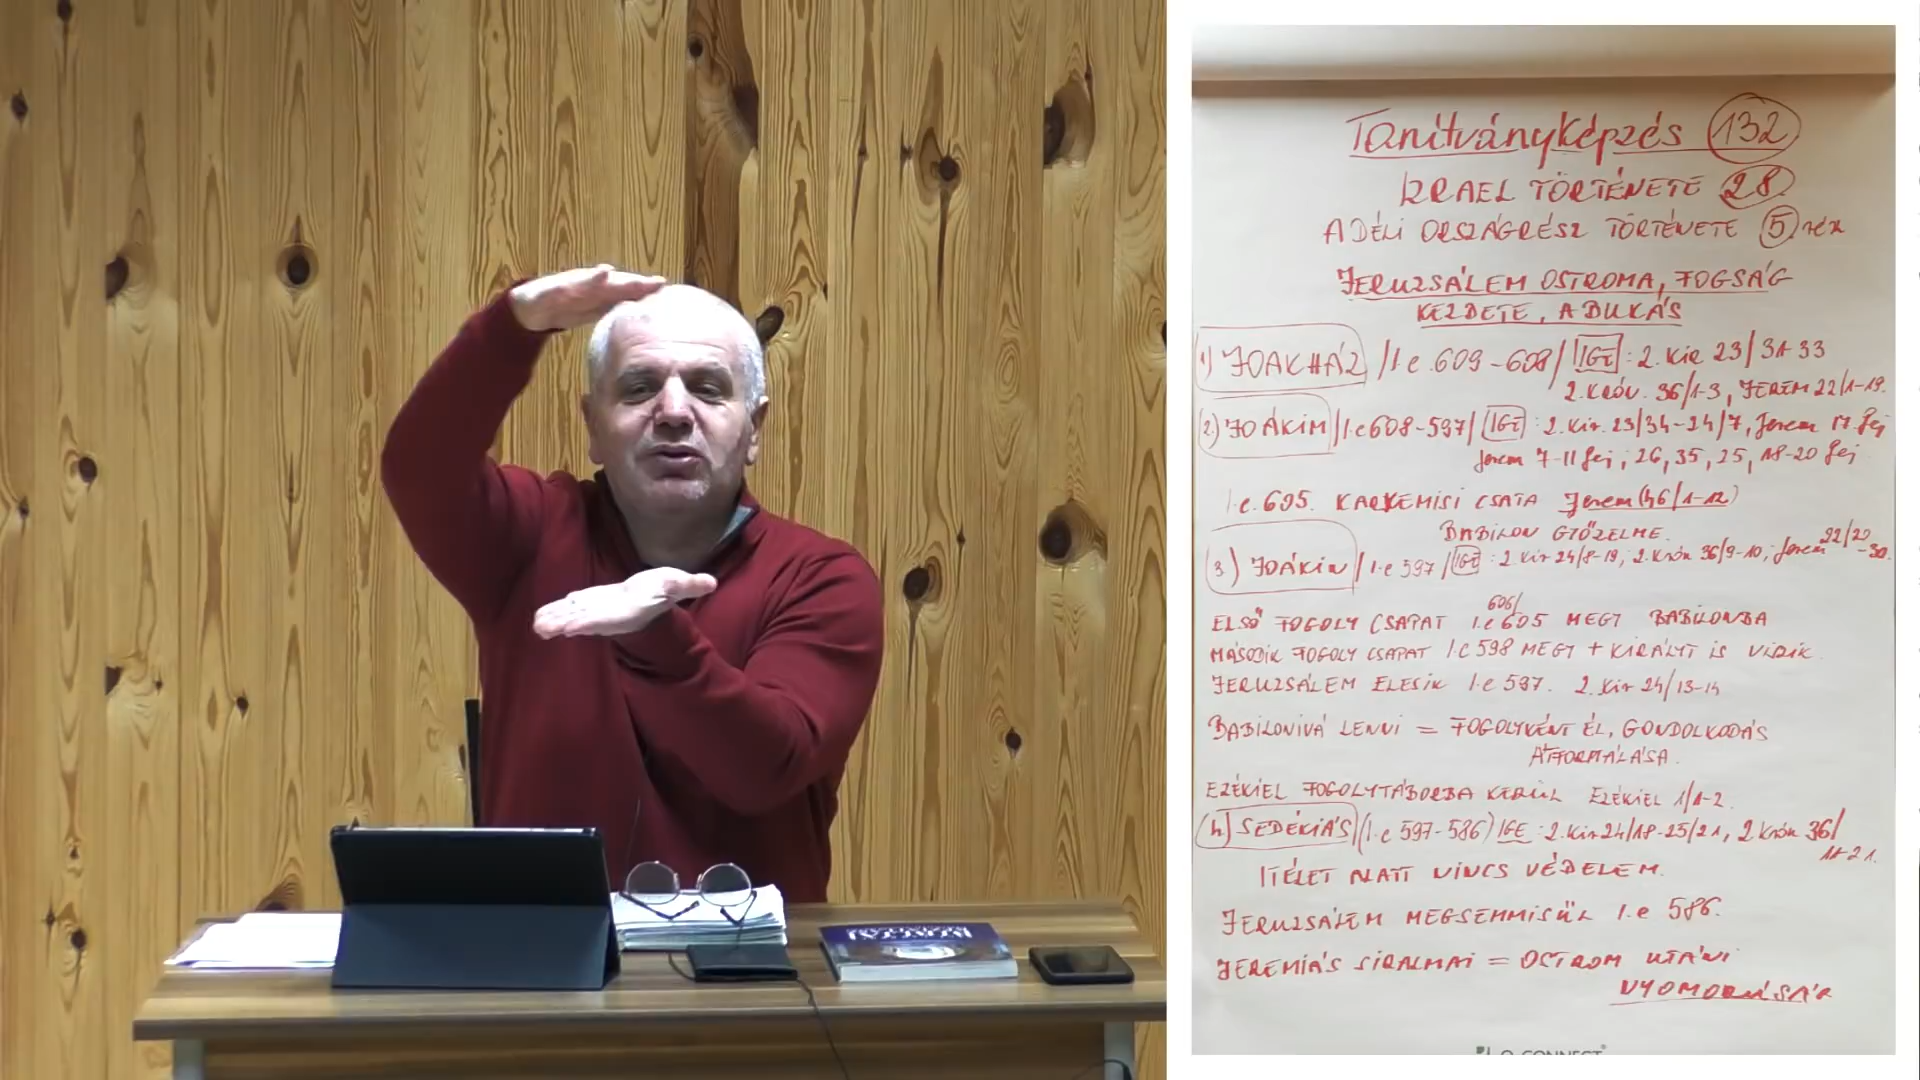 Tanítványképzés 132
IZRAEL TÖRTÉNETE 28
A DÉLI ORSZÁGRÉSZ TÖRTÉNETE 5 rész
JERUZSÁLEM OSTROMA, FOGSÁG
KEZDETE, A BUKÁS
1) JOAKHÁZ /I.e. 609-608/ IGE: 2. Kir 23/31-33
2. Krón. 36/1-3, JEREM 22/1-19.
2.) JOÁKIM /I.e 608-597/ IGE: 2. Kir. 23/34-24/7, Jerem 17. fej
Jerem 7-11 fej, 26, 35, 25, 18-20 fej
I.e. 605. KARKEMISI CSATA Jerem (46/1-12)
BABILON GYŐZELME.
3.) JOÁKIN /I.e 597/ IGE: 2. Kir 24/8-19, 2. Krón 36/9-10, Jerem 22/20-30.
606/
ELSŐ FOGOLY CSAPAT I.e 605 MEGY BABILONBA
MÁSODIK FOGOLY CSAPAT I.e 598 MEGY + KIRÁLYT IS VISZIK.
JERUZSÁLEM ELESIK I.e 597. 2. Kir 24/13-14
BABILONIVÁ LENNI = FOGOLYKÉNT ÉL, GONDOLKODÁS
ÁTFORMÁLÁSA.
EZÉKIEL FOGOLYTÁBORBA KERÜL EZÉKIEL 1/1-2.
4.) SEDÉKIÁS (I.e 597-586) IGE: 2. Kir 24/18-25/21, 2 Krón 36/
11-21.
ITÉLET ALATT NINCS VÉDELEM.
JERUZSÁLEM MEGSEMMISÜL I.e 586.
JEREMIÁS SIRALMAI = OSTROM UTÁNI
NYOMORÚSÁG